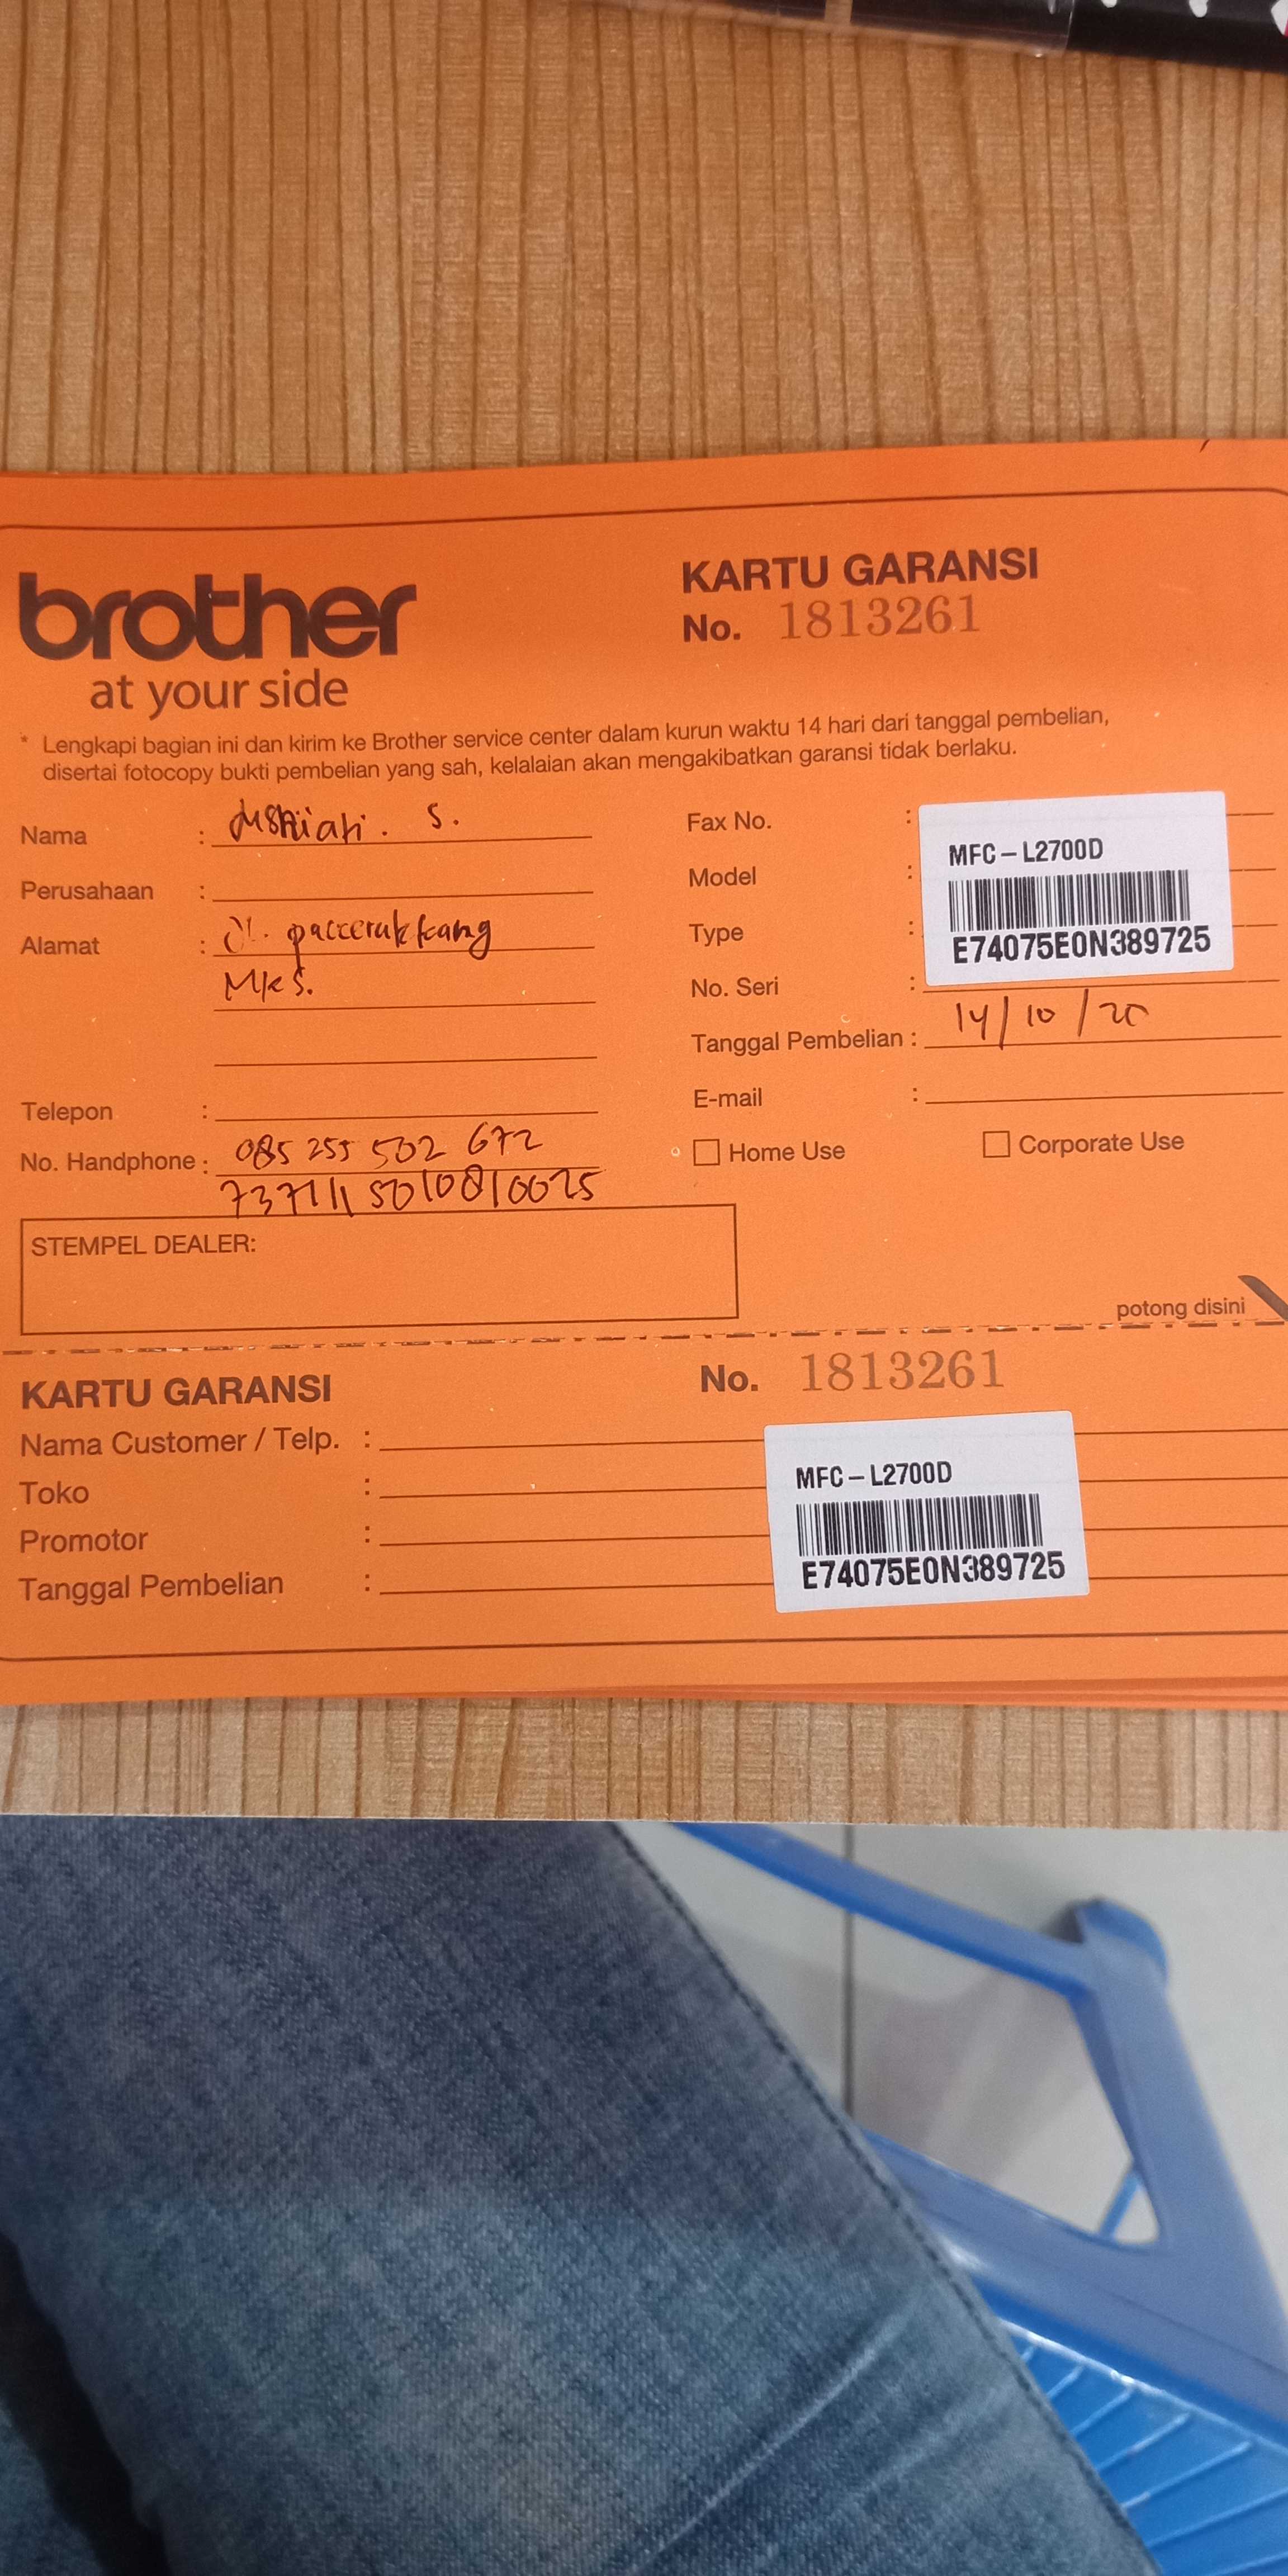 brother
at your side
KARTU GARANSI
No. 1813261
* Lengkapi bagian ini dan kirim ke Brother service center dalam kurun waktu 14 hari dari tanggal pembelian,
disertai fotocopy bukti pembelian yang sah, kelalaian akan mengakibatkan garansi tidak berlaku.
Nama : S.
Perusahaan :
Alamat : Jl. paccerakkang
Mks.
Telepon :
No. Handphone : 085 255 502 672
Fax No. :
Model :
Type :
No. Seri :
MFC-L2700D
E74075E0N389725
Tanggal Pembelian : 14/10/20
E-mail :
Home Use
Corporate Use
STEMPEL DEALER:
potong disini
KARTU GARANSI
No. 1813261
Nama Customer / Telp. :
Toko :
Promotor :
Tanggal Pembelian :
MFC-L2700D
E74075E0N389725